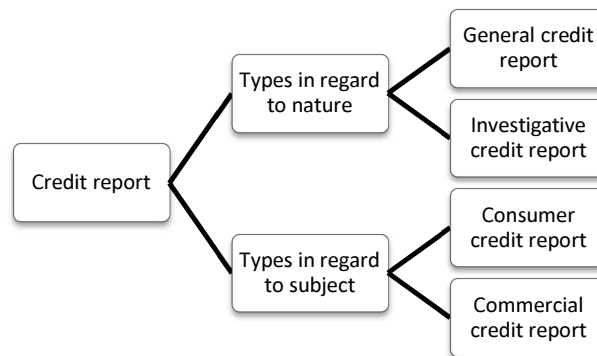 Credit report
Types in regard
to nature
General credit
report
Investigative
credit report
Types in regard
to subject
Consumer
credit report
Commercial
credit report